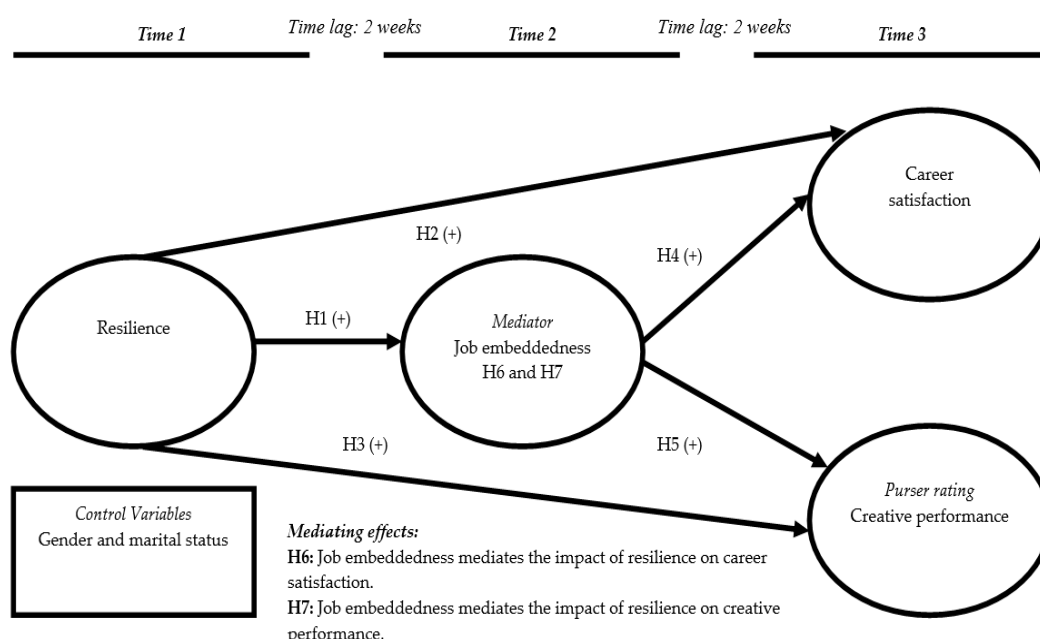 Time 1
Time lag: 2 weeks
Time 2
Time lag: 2 weeks
Time 3
Career
satisfaction
H2 (+)
H4 (+)
H1 (+)
Resilience
Mediator
Job embeddedness
H6 and H7
H3 (+)
H5 (+)
Purser rating
Creative performance
Control Variables
Gender and marital status
Mediating effects:
H6: Job embeddedness mediates the impact of resilience on career
satisfaction.
H7: Job embeddedness mediates the impact of resilience on creative
performance.